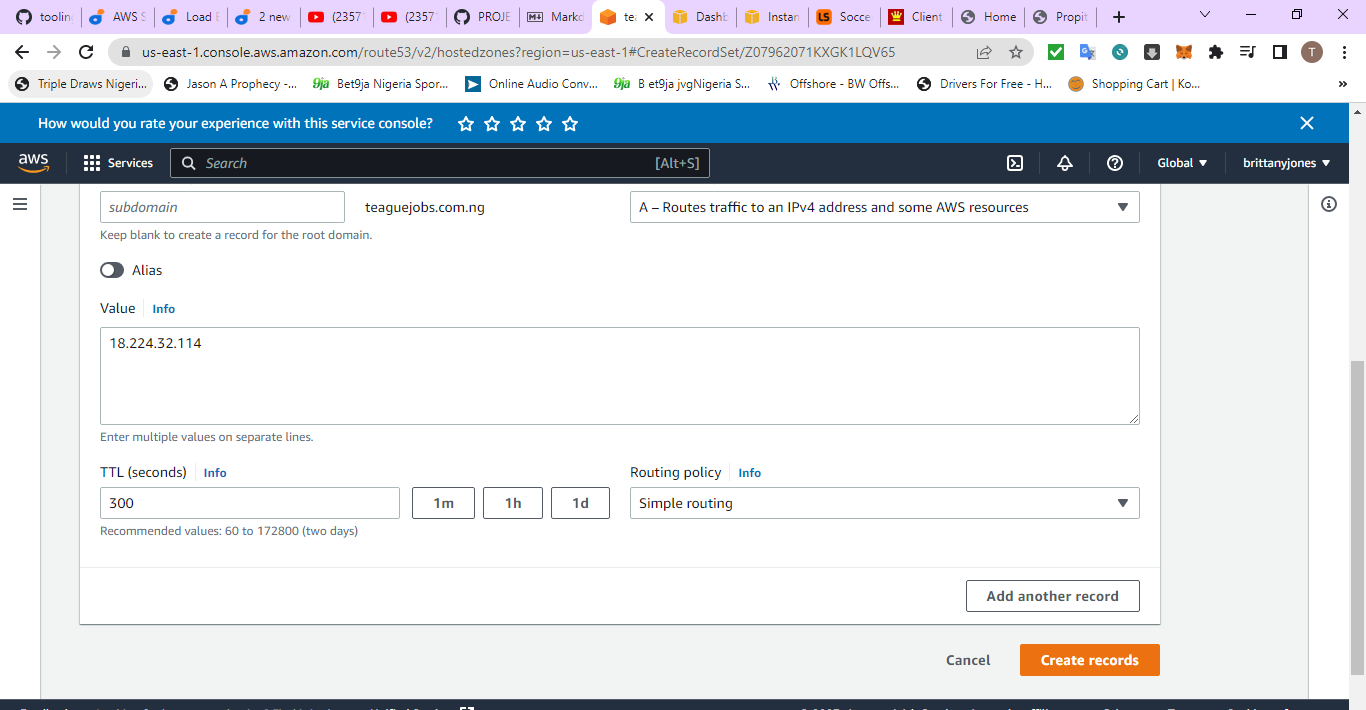 toolin
AWS S
Load B
2 new
(2357
(2357
PROJE
Markd
tea
Dashb
Instan
LS
Socce
Client
Home
Propit
us-east-1.console.aws.amazon.com/route53/v2/hostedzones?region=us-east-1#CreateRecordSet/Z07962071KXGK1LQV65
T
Triple Draws Nigeri...
Jason A Prophecy -...
9ja Bet9ja Nigeria Spor...
Online Audio Conv...
9ja B et9ja jvgNigeria S...
Offshore - BW Offs...
Drivers For Free - H...
Shopping Cart | Ko...
»
How would you rate your experience with this service console?
aws
Services
Search
[Alt+S]
Global
brittanyjones
subdomain
teaguejobs.com.ng
A – Routes traffic to an IPv4 address and some AWS resources
Keep blank to create a record for the root domain.
Alias
Value
Info
18.224.32.114
Enter multiple values on separate lines.
TTL (seconds)
Info
Routing policy
Info
300
1m
1h
1d
Simple routing
Recommended values: 60 to 172800 (two days)
Add another record
Cancel
Create records